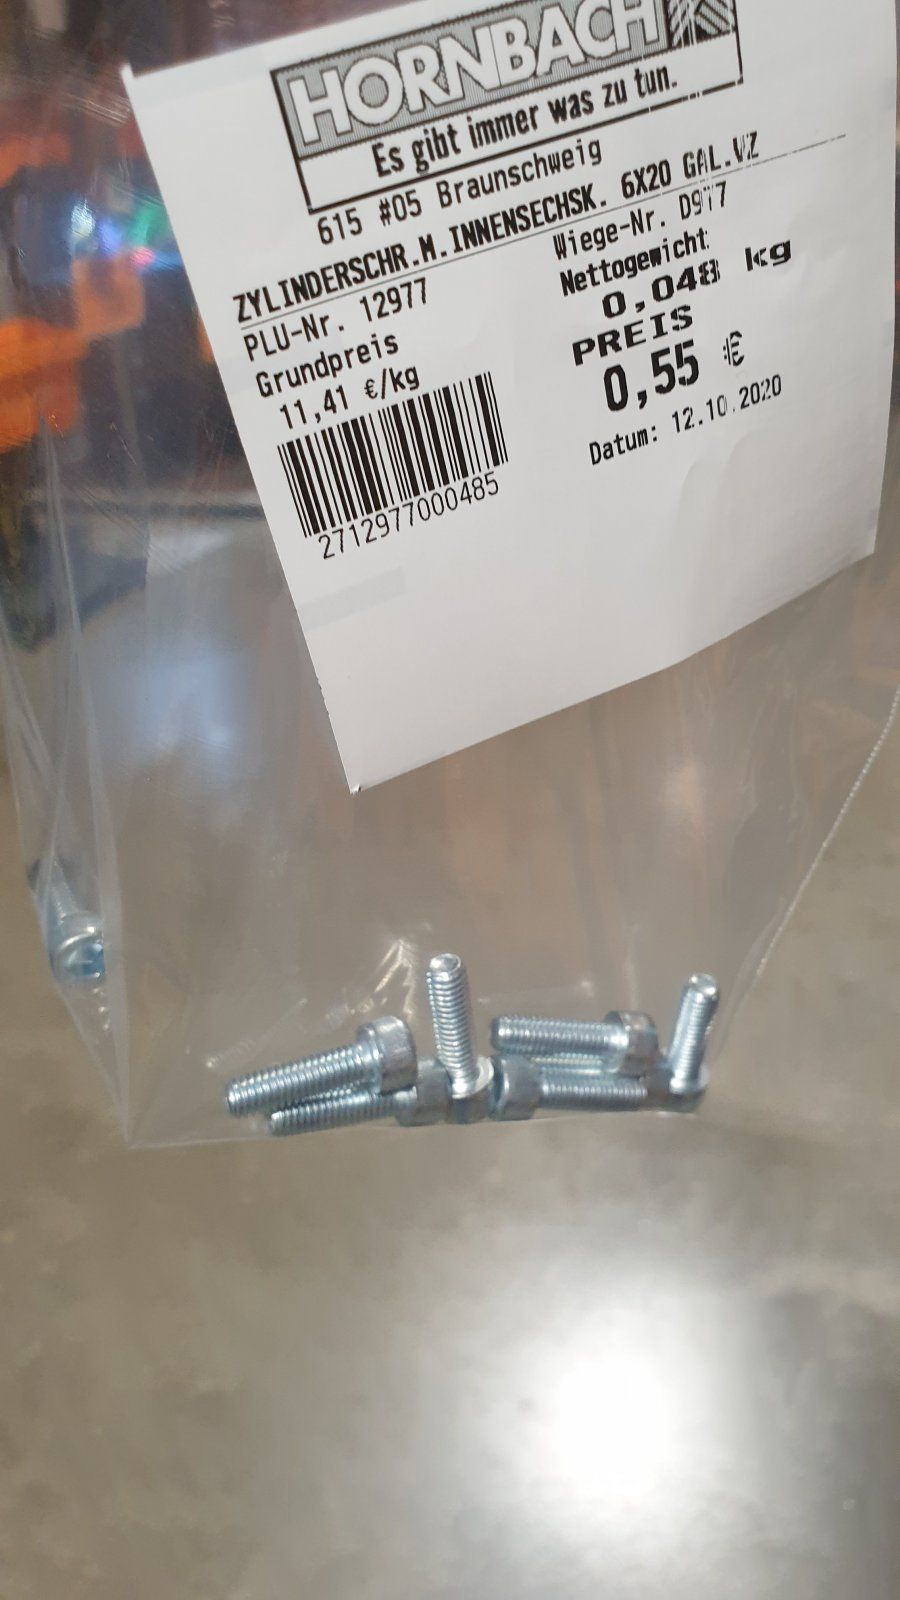 HORNBACH
Es gibt immer was zu tun.
615 #05 Braunschweig
ZYLINDERSCHR.M.INNENSECHSK. 6X20 GAL.VZ
PLU-Nr. 12977
Wiege-Nr. D977
Grundpreis
11,41 €/kg
Nettogewicht:
0,048 kg
PREIS
0,55 €
Datum: 12.10.2020
2712977000485